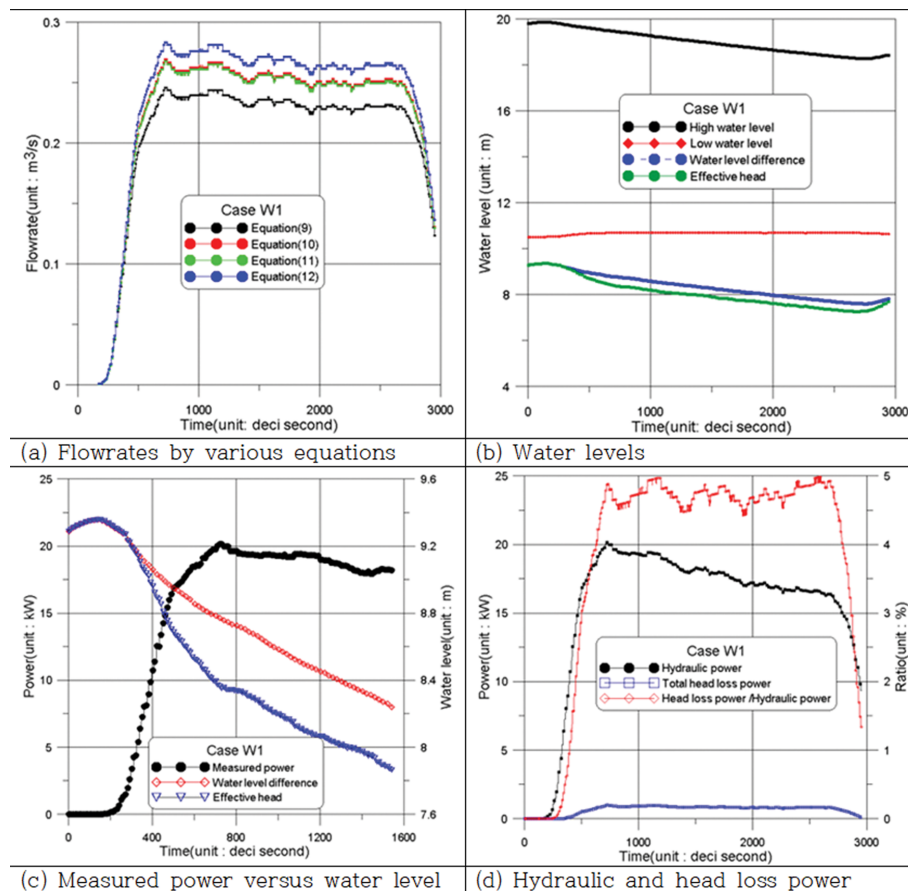 0.3
0.2
0.1
0
Flowrate(unit : m3/s)
Case W1
Equation(9)
Equation(10)
Equation(11)
Equation(12)
0
1000
2000
3000
Time(unit: deci second)
(a) Flowrates by various equations
20
16
12
8
4
Water level (unit : m)
Case W1
High water level
Low water level
Water level difference
Effective head
0
1000
2000
3000
Time(unit: deci second)
(b) Water levels
25
20
15
10
5
0
Power(unit : kW)
9.6
9.2
8.8
8.4
8
7.6
Water level(unit : m)
Case W1
Measured power
Water level difference
Effective head
0
400
800
1200
1600
Time(unit : deci second)
(c) Measured power versus water level
25
20
15
10
5
0
Power(unit : kW)
5
4
3
2
1
0
Ratio(unit : %)
Case W1
Hydraulic power
Total head loss power
Head loss power /Hydraulic power
0
1000
2000
3000
Time(unit: deci second)
(d) Hydraulic and head loss power